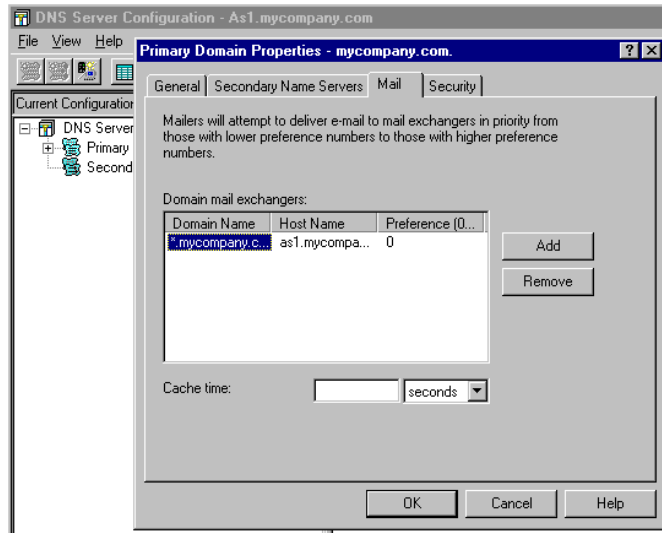 DNS Server Configuration - As1.mycompany.com
File View Help
Primary Domain Properties - mycompany.com.
General Secondary Name Servers Mail Security
Current Configuration
DNS Server
Primary
Second
Mailers will attempt to deliver e-mail to mail exchangers in priority from
those with lower preference numbers to those with higher preference
numbers.
Domain mail exchangers:
Domain Name Host Name Preference (0...
*.mycompany.c... as1.mycompa... 0
Add
Remove
Cache time: seconds
OK Cancel Help